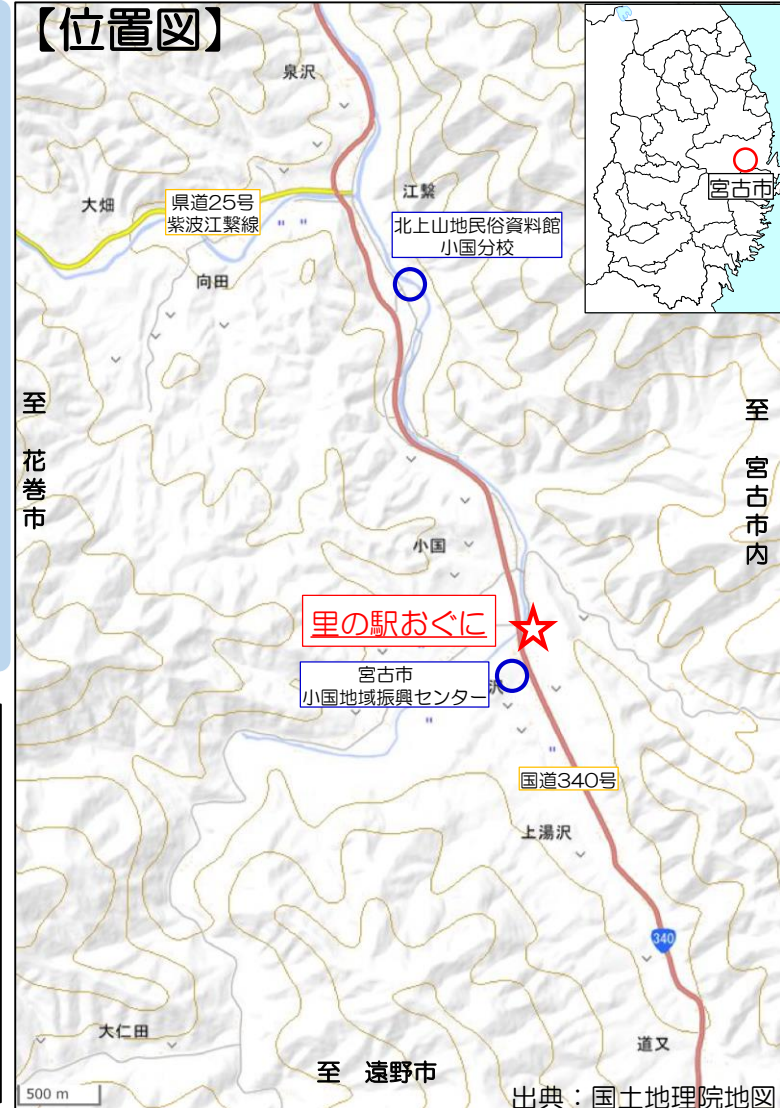 【位置図】
泉沢
宮古市
大畑
県道25号
紫波江繋線
江繋
北上山地民俗資料館
小国分校
向田
至 花巻市
至 宮古市内
小国
里の駅おぐに
宮古市
小国地域振興センター
沢
国道340号
上湯沢
340
大仁田
道又
至 遠野市
500 m
出典：国土地理院地図